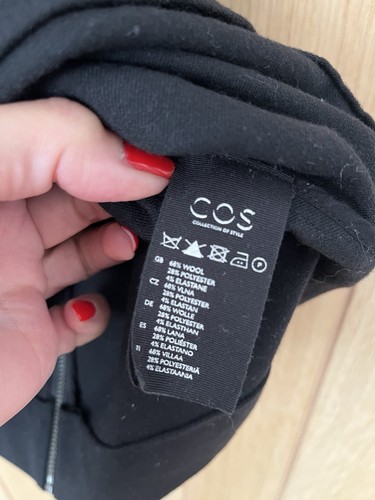 COS
COLLECTION OF STYLE
P
GB 68% WOOL
28% POLYESTER
4% ELASTANE
CZ 68% VLNA
28% POLYESTER
4% ELASTAN
DE 68% WOLLE
28% POLYESTER
4% ELASTHAN
ES 68% LANA
28% POLIÉSTER
4% ELASTANO
FI 68% VILLAA
28% POLYESTERIÄ
4% ELASTAANIA